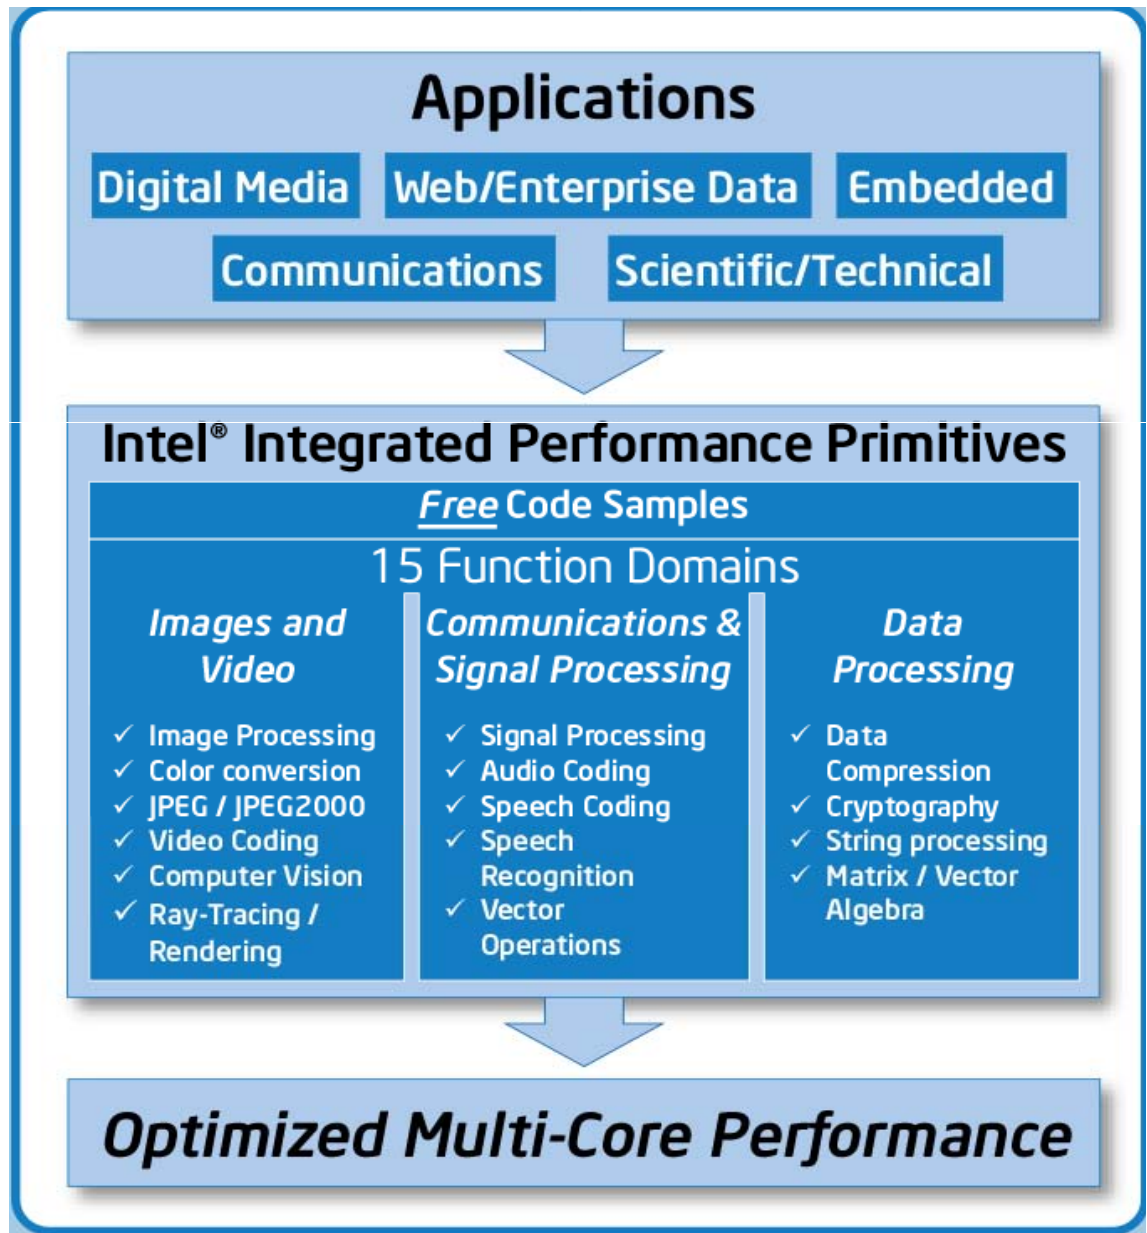 Applications
Digital Media
Web/Enterprise Data
Embedded
Communications
Scientific/Technical
Intel® Integrated Performance Primitives
Free Code Samples
15 Function Domains
Images and
Video
✓ Image Processing
✓ Color conversion
✓ JPEG / JPEG2000
✓ Video Coding
✓ Computer Vision
✓ Ray-Tracing /
Rendering
Communications &
Signal Processing
✓ Signal Processing
✓ Audio Coding
✓ Speech Coding
✓ Speech
Recognition
✓ Vector
Operations
Data
Processing
✓ Data
Compression
✓ Cryptography
✓ String processing
✓ Matrix / Vector
Algebra
Optimized Multi-Core Performance